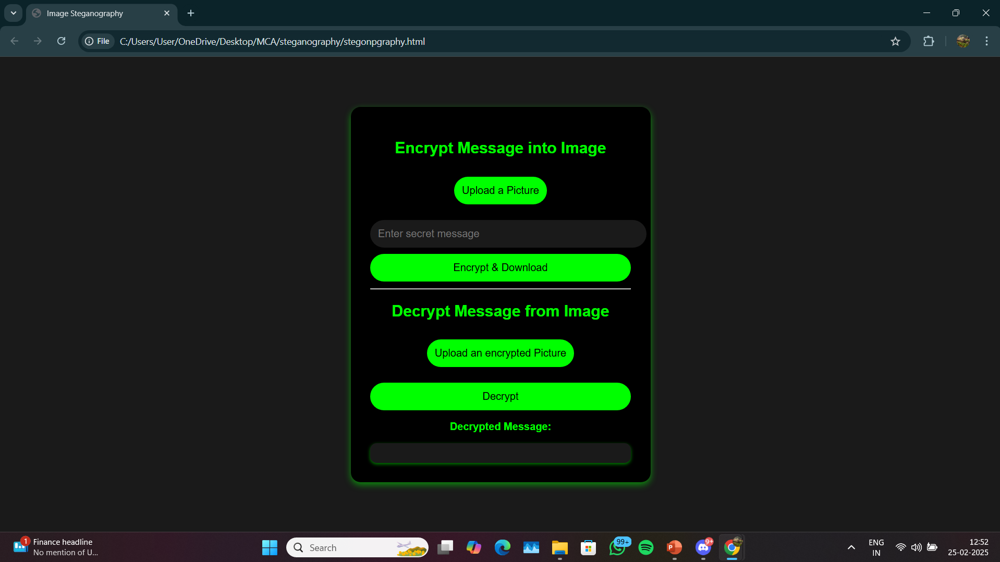 Image Steganography
File
C:/Users/User/OneDrive/Desktop/MCA/steganography/stegonpgraphy.html
Encrypt Message into Image
Upload a Picture
Enter secret message
Encrypt & Download
Decrypt Message from Image
Upload an encrypted Picture
Decrypt
Decrypted Message:
1
Finance headline
No mention of U...
Search
99+
P
9+
ENG
IN
12:52
25-02-2025